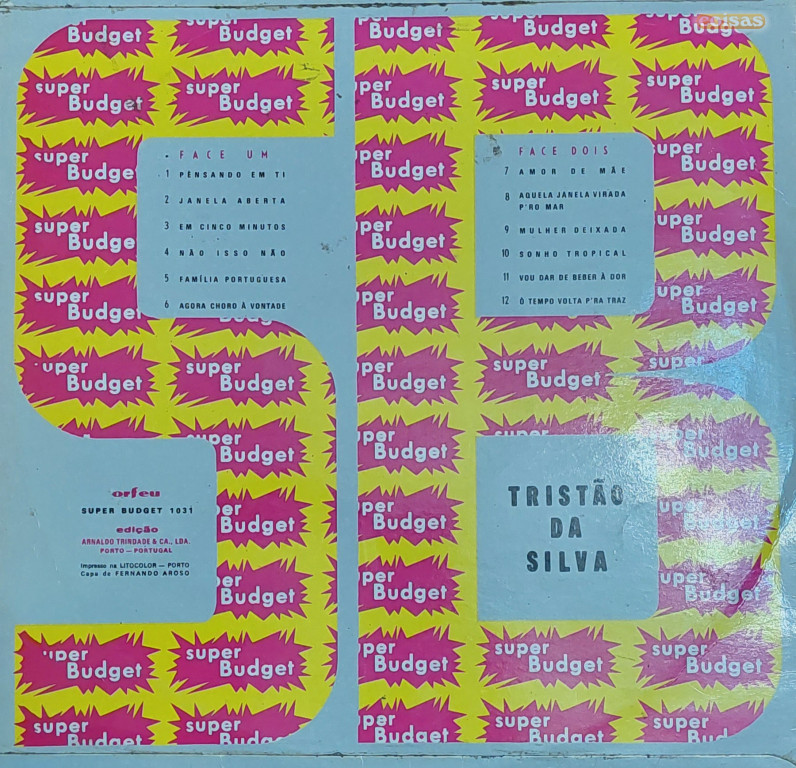 coisas
super Budget
FACE UM
1 PENSANDO EM TI
2 JANELA ABERTA
3 EM CINCO MINUTOS
4 NÃO ISSO NÃO
5 FAMÍLIA PORTUGUESA
6 AGORA CHORO À VONTADE
FACE DOIS
7 AMOR DE MÃE
8 AQUELA JANELA VIRADA
P'RO MAR
9 MULHER DEIXADA
10 SONHO TROPICAL
11 VOU DAR DE BEBER À DOR
12 Ó TEMPO VOLTA P'RA TRAZ
orfeu
SUPER BUDGET 1031
edição
ARNALDO TRINDADE & CA., LDA.
PORTO — PORTUGAL
Impresso na LITOCOLOR — PORTO
Capa de FERNANDO AROSO
TRISTÃO
DA
SILVA